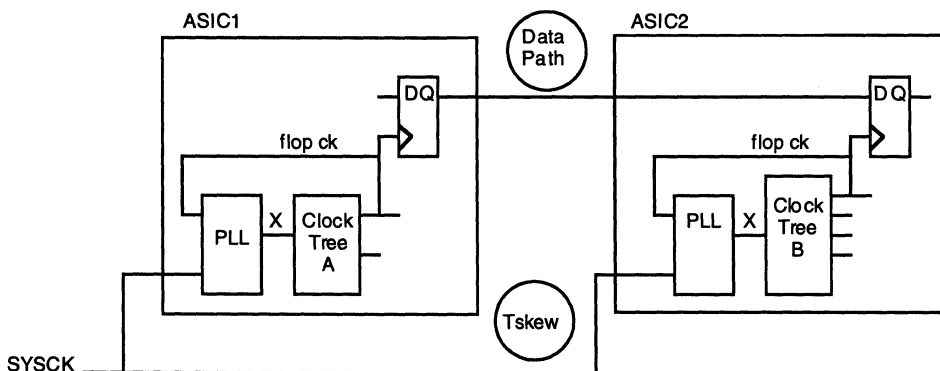 ASIC1
Data
Path
ASIC2
DQ
DQ
flop ck
flop ck
PLL
X
Clock
Tree
A
PLL
X
Clock
Tree
B
Tskew
SYSCK